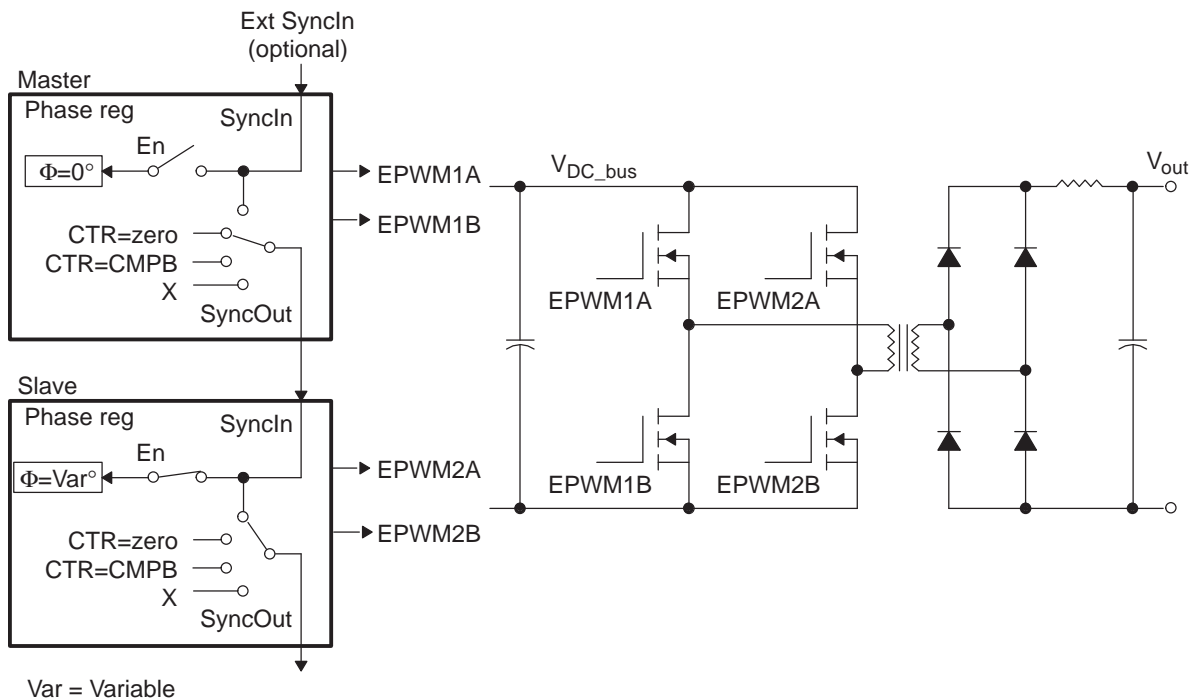 Ext SyncIn
(optional)
Master
Phase reg
SyncIn
En
Φ=0°
EPWM1A
EPWM1B
CTR=zero
CTR=CMPB
X
SyncOut
Slave
Phase reg
SyncIn
En
Φ=Var°
EPWM2A
EPWM2B
CTR=zero
CTR=CMPB
X
SyncOut
Var = Variable
VDC_bus
Vout
EPWM1A
EPWM2A
EPWM1B
EPWM2B